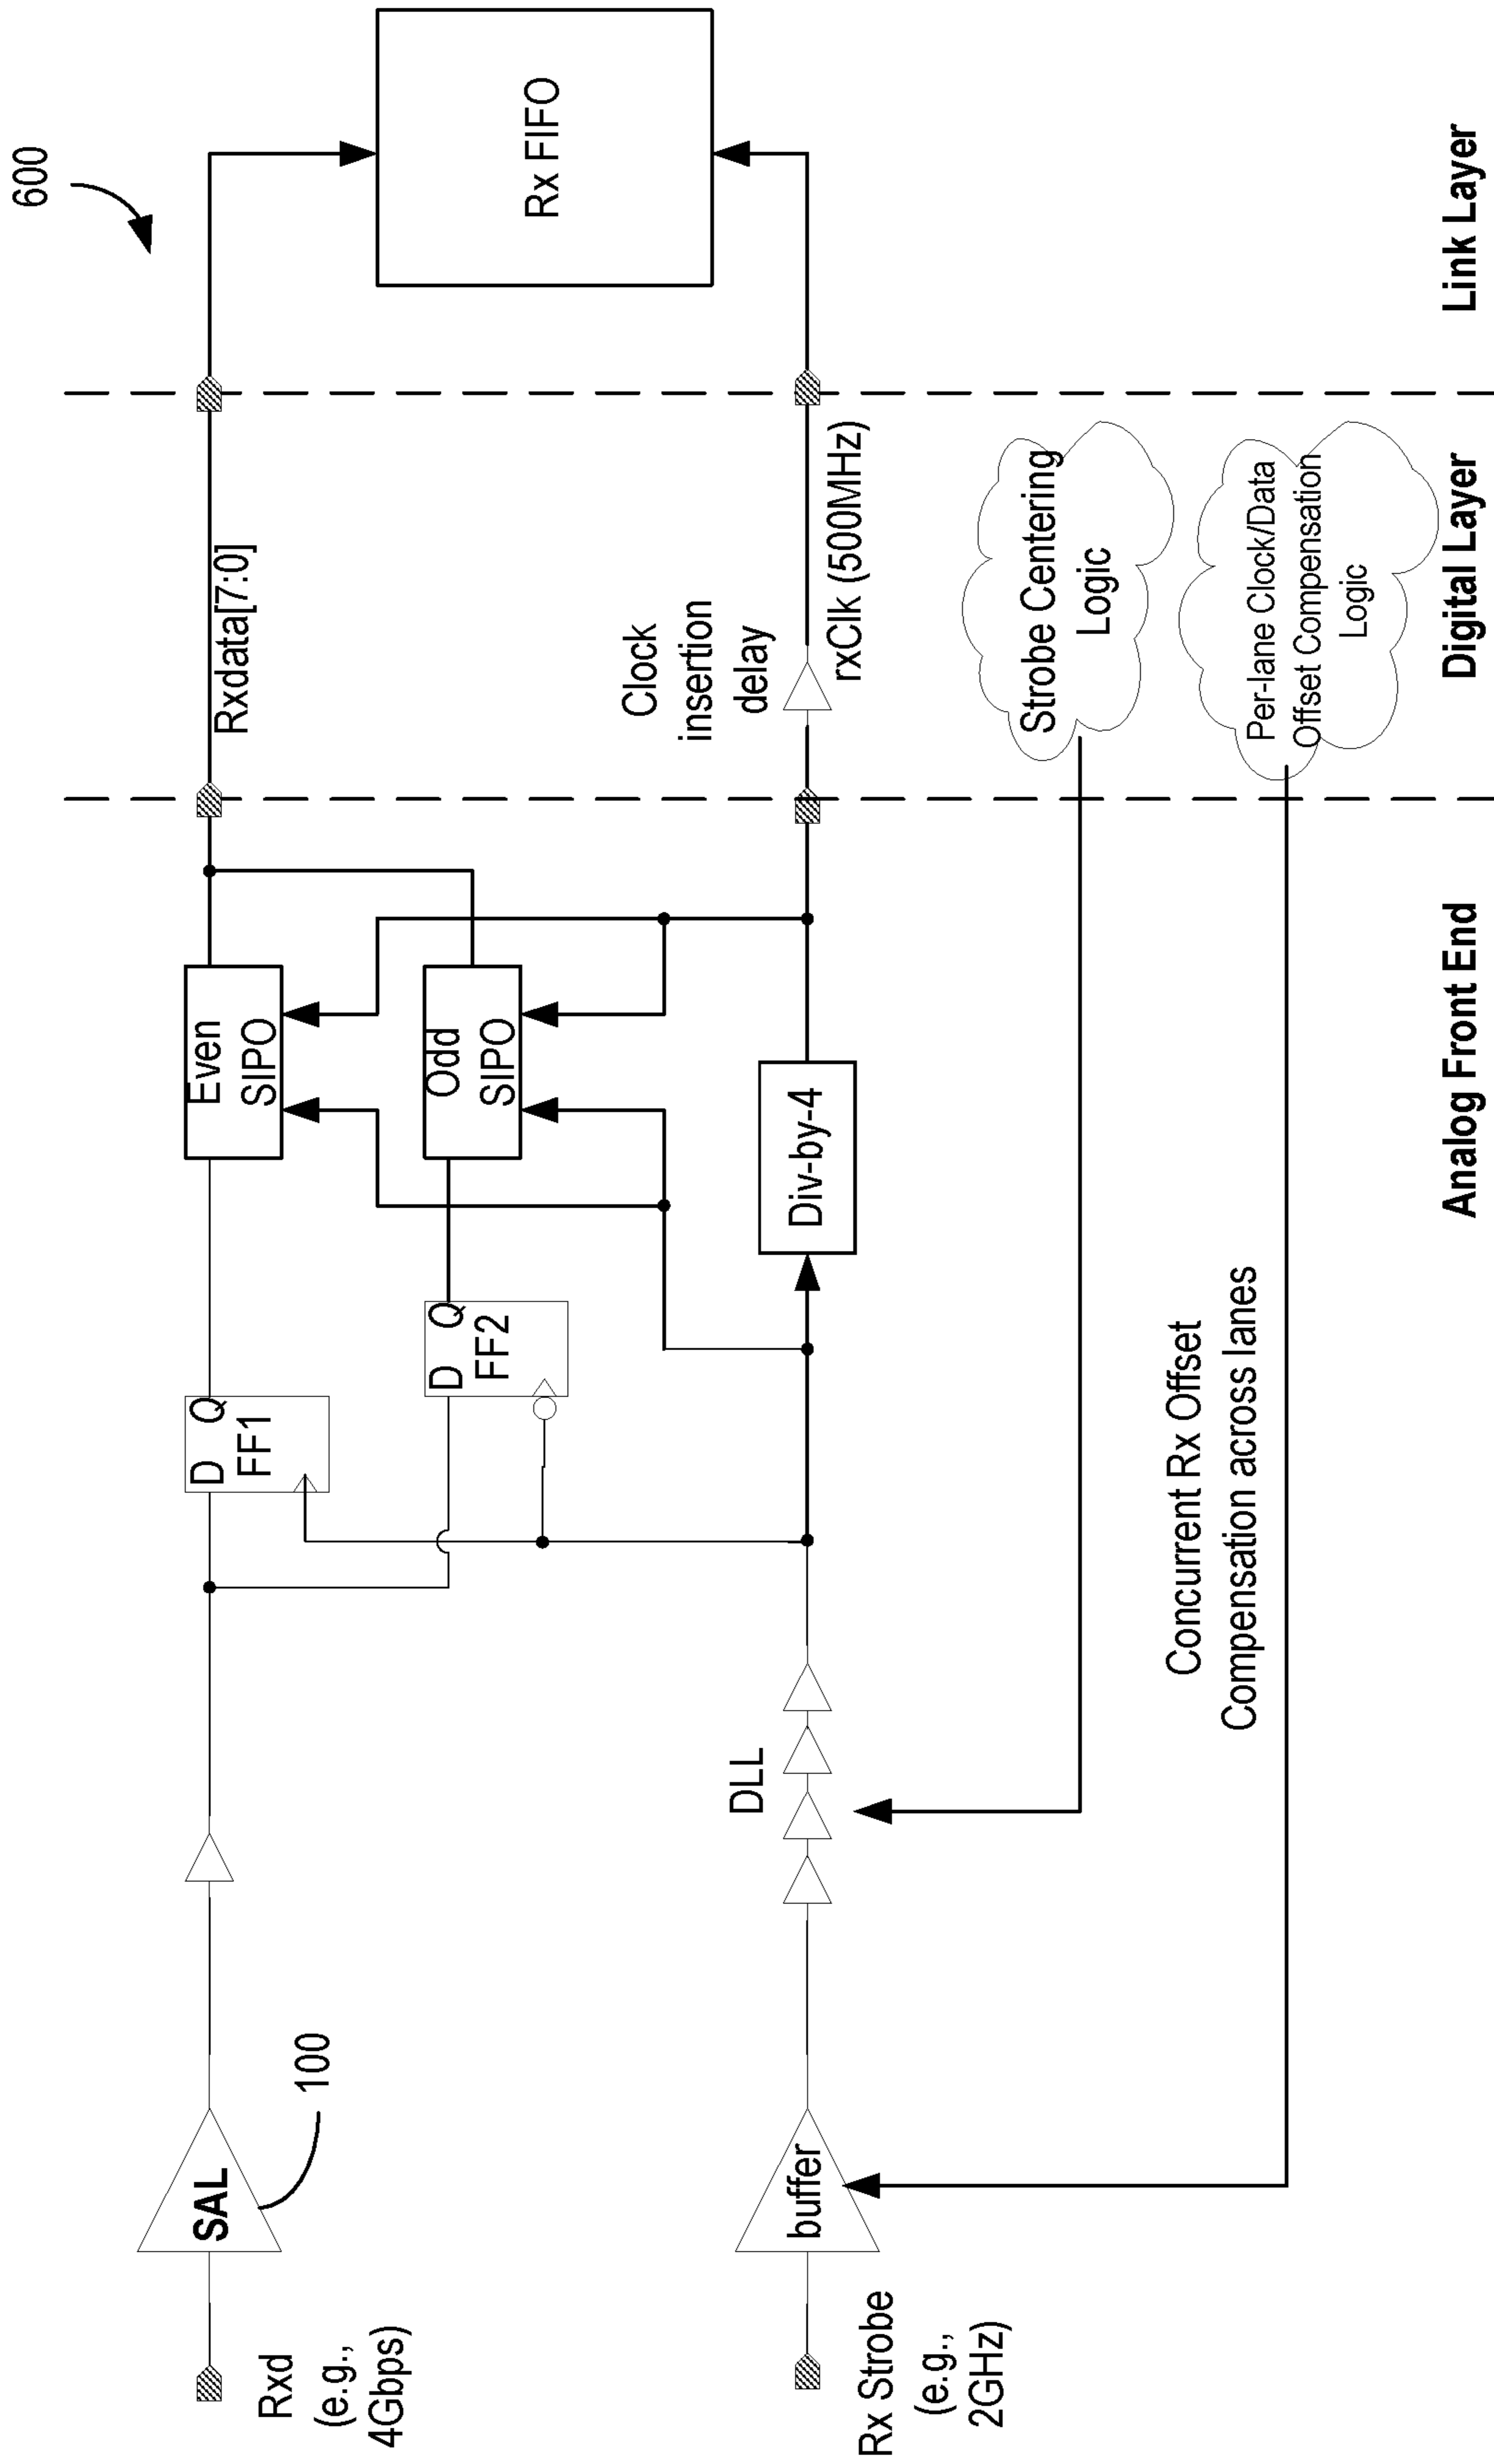 600
Rxd
(e.g.,
4Gbps)
SAL
100
D Q
FF1
D Q
FF2
Even
SIPO
Odd
SIPO
Rxdata[7:0]
Rx FIFO
Rx Strobe
(e.g.,
2GHz)
buffer
DLL
Div-by-4
Clock
insertion
delay
rxClk (500MHz)
Strobe Centering
Logic
Per-lane Clock/Data
Offset Compensation
Logic
Concurrent Rx Offset
Compensation across lanes
Analog Front End
Digital Layer
Link Layer